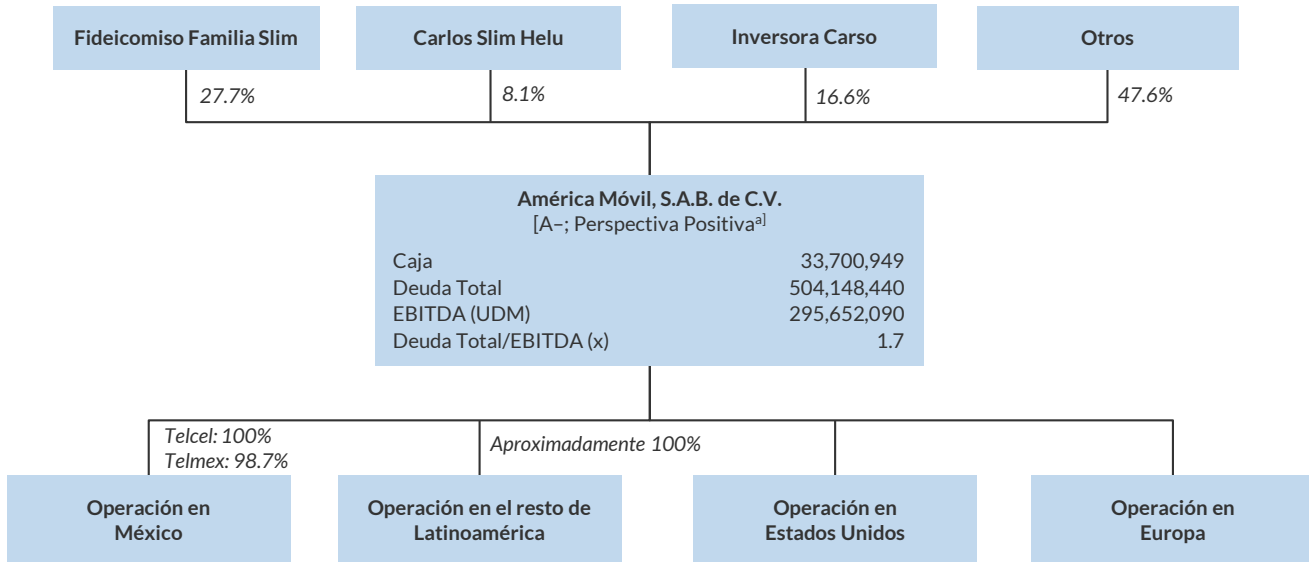 Fideicomiso Familia Slim
Carlos Slim Helu
Inversora Carso
Otros
27.7%
8.1%
16.6%
47.6%
América Móvil, S.A.B. de C.V.
[A–; Perspectiva Positivaᵃ]
Caja 33,700,949
Deuda Total 504,148,440
EBITDA (UDM) 295,652,090
Deuda Total/EBITDA (x) 1.7
Telcel: 100%
Telmex: 98.7%
Aproximadamente 100%
Operación en
México
Operación en el resto de
Latinoamérica
Operación en
Estados Unidos
Operación en
Europa